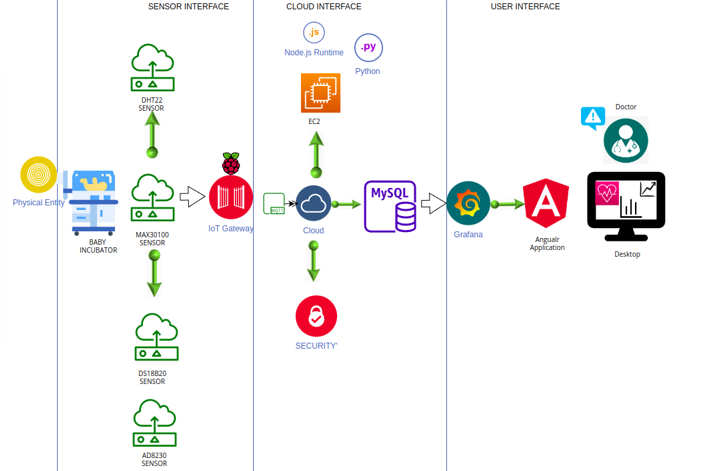 SENSOR INTERFACE
CLOUD INTERFACE
USER INTERFACE
.js
Node.js Runtime
.py
Python
DHT22
SENSOR
EC2
Doctor
Physical Entity
BABY
INCUBATOR
MAX30100
SENSOR
IoT Gateway
MQTT
Cloud
MySQL
Grafana
Angualr
Application
Desktop
SECURITY'
DS18B20
SENSOR
AD8230
SENSOR